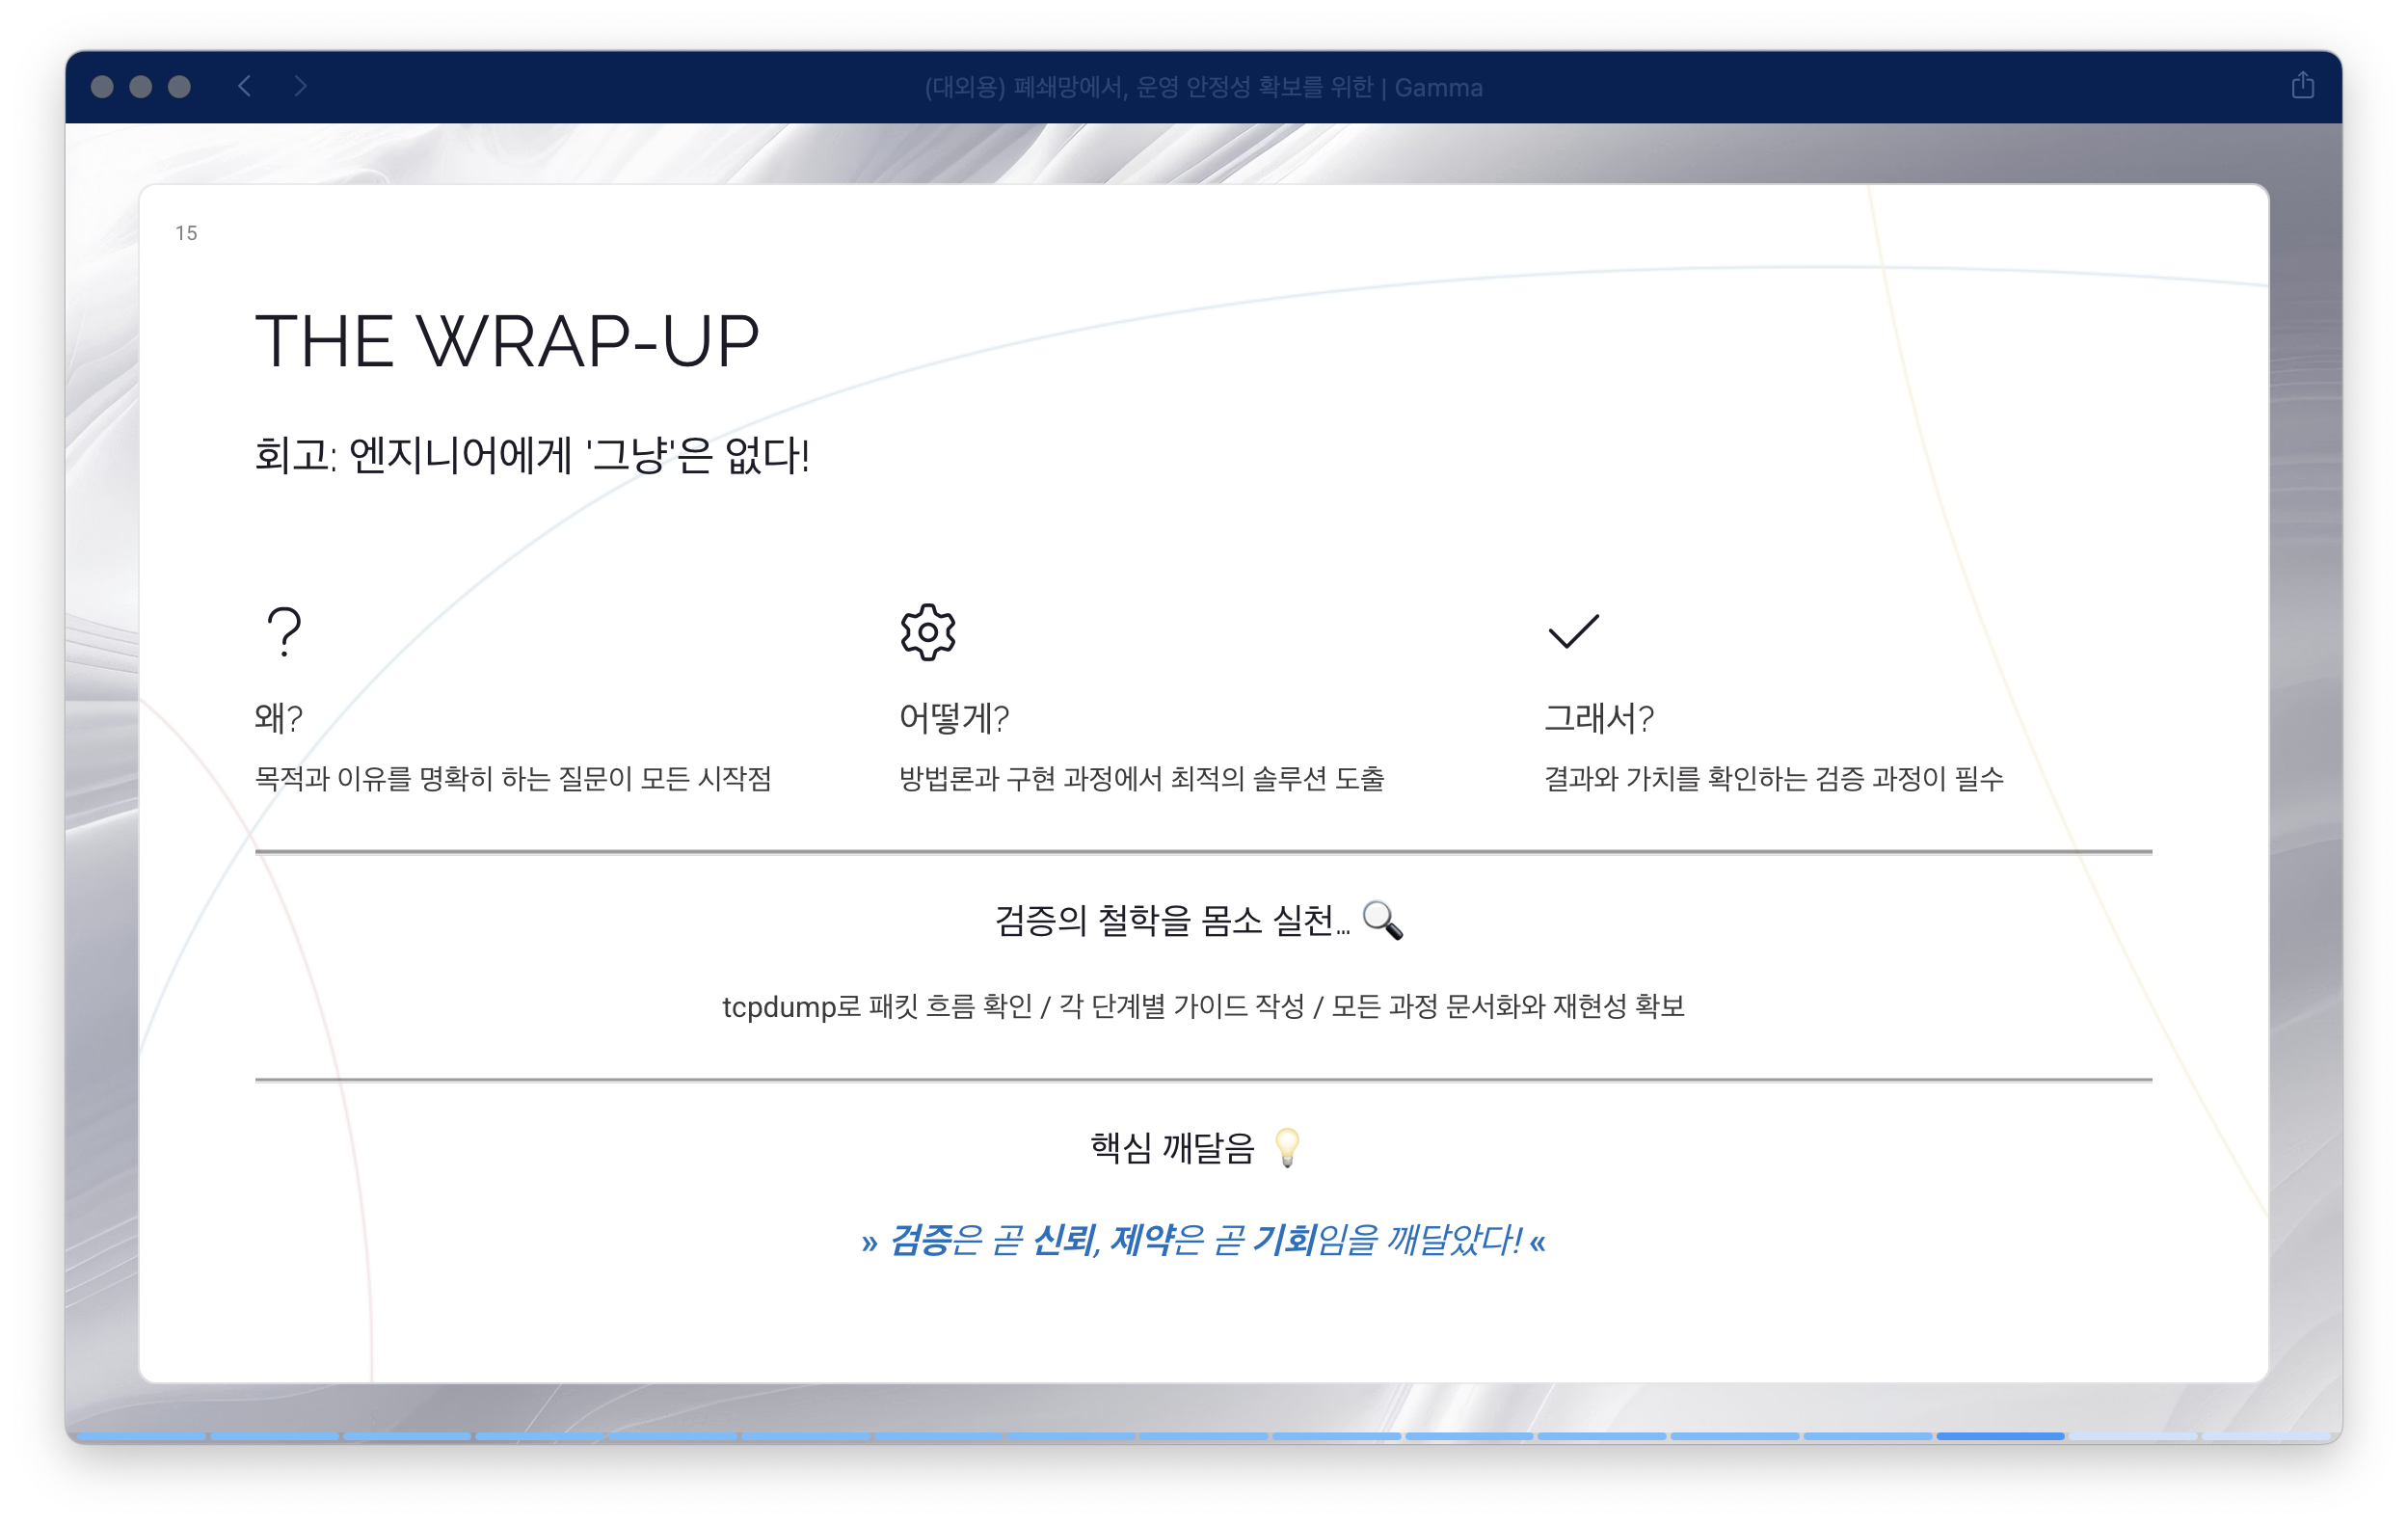 (대외용) 폐쇄망에서, 운영 안정성 확보를 위한 | Gamma
15
THE WRAP-UP
회고: 엔지니어에게 '그냥'은 없다!
왜?
목적과 이유를 명확히 하는 질문이 모든 시작점
어떻게?
방법론과 구현 과정에서 최적의 솔루션 도출
그래서?
결과와 가치를 확인하는 검증 과정이 필수
검증의 철학을 몸소 실천... 🔍
tcpdump로 패킷 흐름 확인 / 각 단계별 가이드 작성 / 모든 과정 문서화와 재현성 확보
핵심 깨달음 💡
» 검증은 곧 신뢰, 제약은 곧 기회임을 깨달았다! «